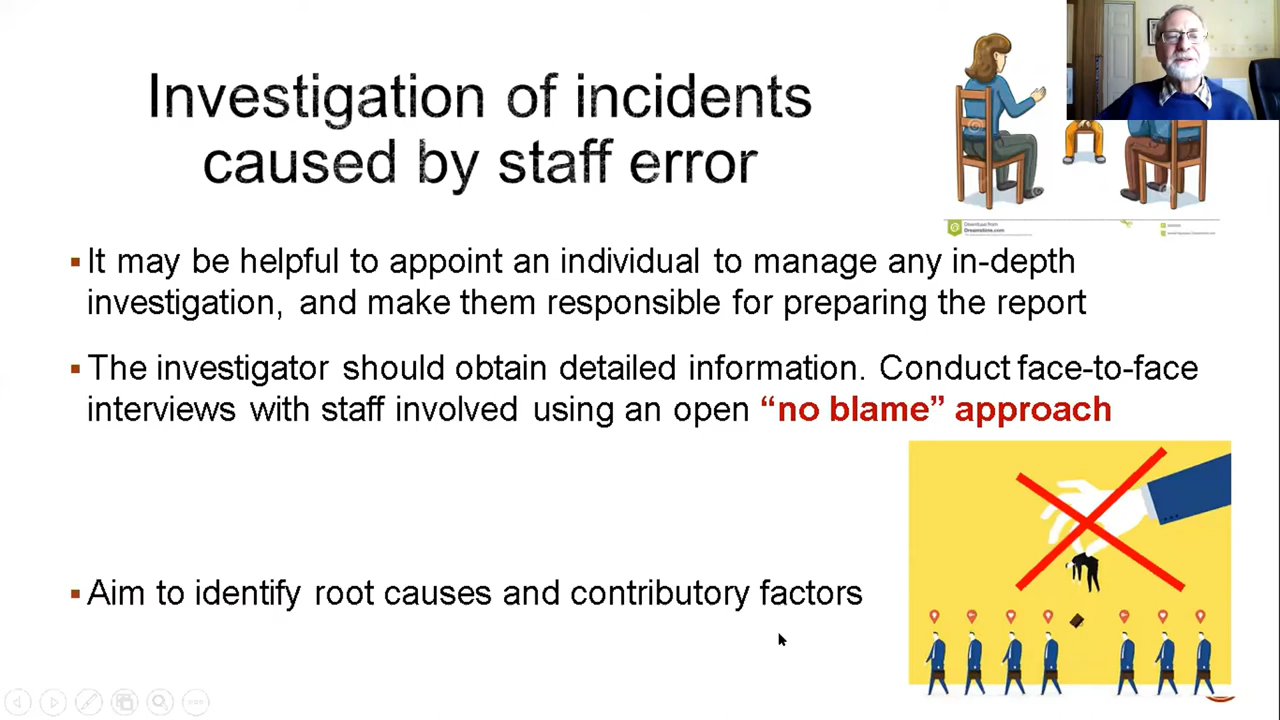 Investigation of incidents
caused by staff error
Download from
Dreamstime.com
It may be helpful to appoint an individual to manage any in-depth
investigation, and make them responsible for preparing the report
The investigator should obtain detailed information. Conduct face-to-face
interviews with staff involved using an open “no blame” approach
Aim to identify root causes and contributory factors